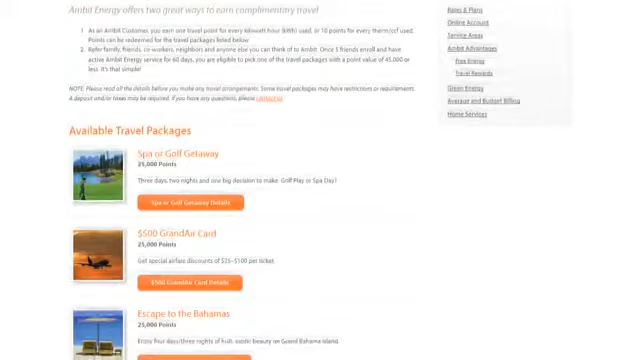 Ambit Energy offers two great ways to earn complimentary travel
1 As an Ambit Customer, you earn one travel point for every kilowatt hour (kWh) used, or 10 points for every therm/ccf used.
Points can be redeemed for the travel packages listed below
2. Refer family, friends, co-workers, neighbors and anyone else you can think of to Ambit. Once 5 friends enroll and have
active Ambit Energy service for 60 days, you are eligible to pick one of the travel packages with a point value of 45,000 or
less. It's that simple!
NOTE: Please read all the details before you make any travel arrangements. Some travel packages may have restrictions or requirements.
A deposit and/or taxes may be required. If you have any questions, please contact us
Available Travel Packages
Spa or Golf Getaway
25,000 Points
Three days, two nights and one big decision to make: Golf Play or Spa Day?
Spa or Golf Getaway Details
$500 GrandAir Card
25,000 Points
Get special airfare discounts of $25-$100 per ticket
$500 GrandAir Card Details
Escape to the Bahamas
25,000 Points
Enjoy four days/three nights of lush, exotic beauty on Grand Bahama Island.
Rates & Plans
Online Account
Service Areas
Ambit Advantages
Free Energy
Travel Rewards
Green Energy
Average and Budget Billing
Home Services